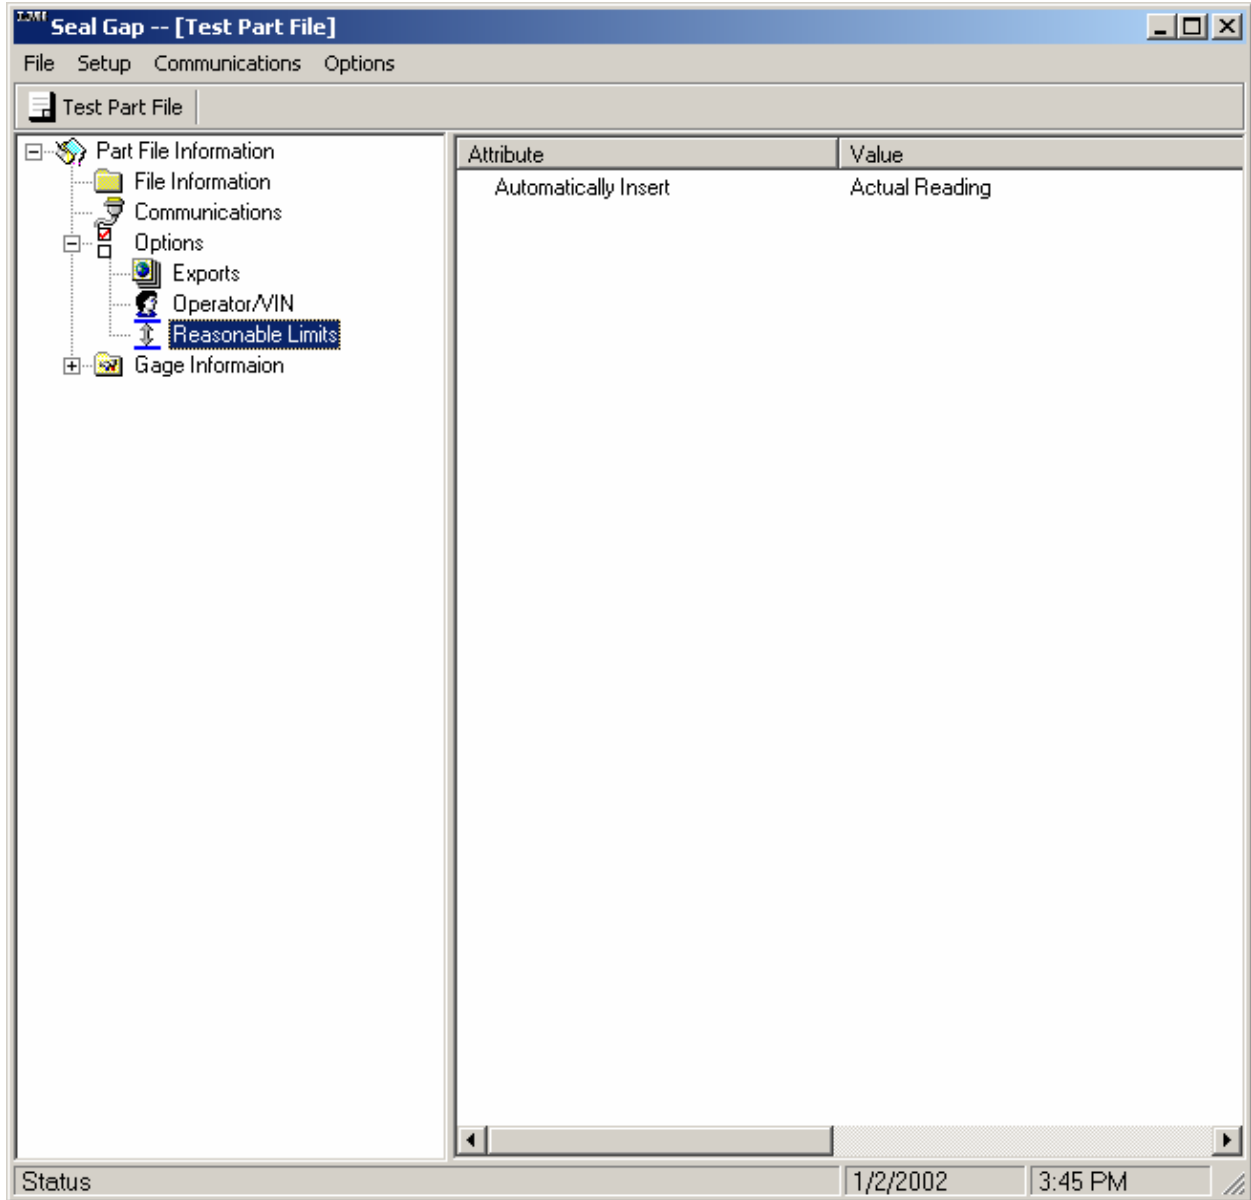 Seal Gap -- [Test Part File]
File Setup Communications Options
Test Part File
Part File Information
File Information
Communications
Options
Exports
Operator/VIN
Reasonable Limits
Gage Informaion
Attribute Value
Automatically Insert Actual Reading
Status 1/2/2002 3:45 PM